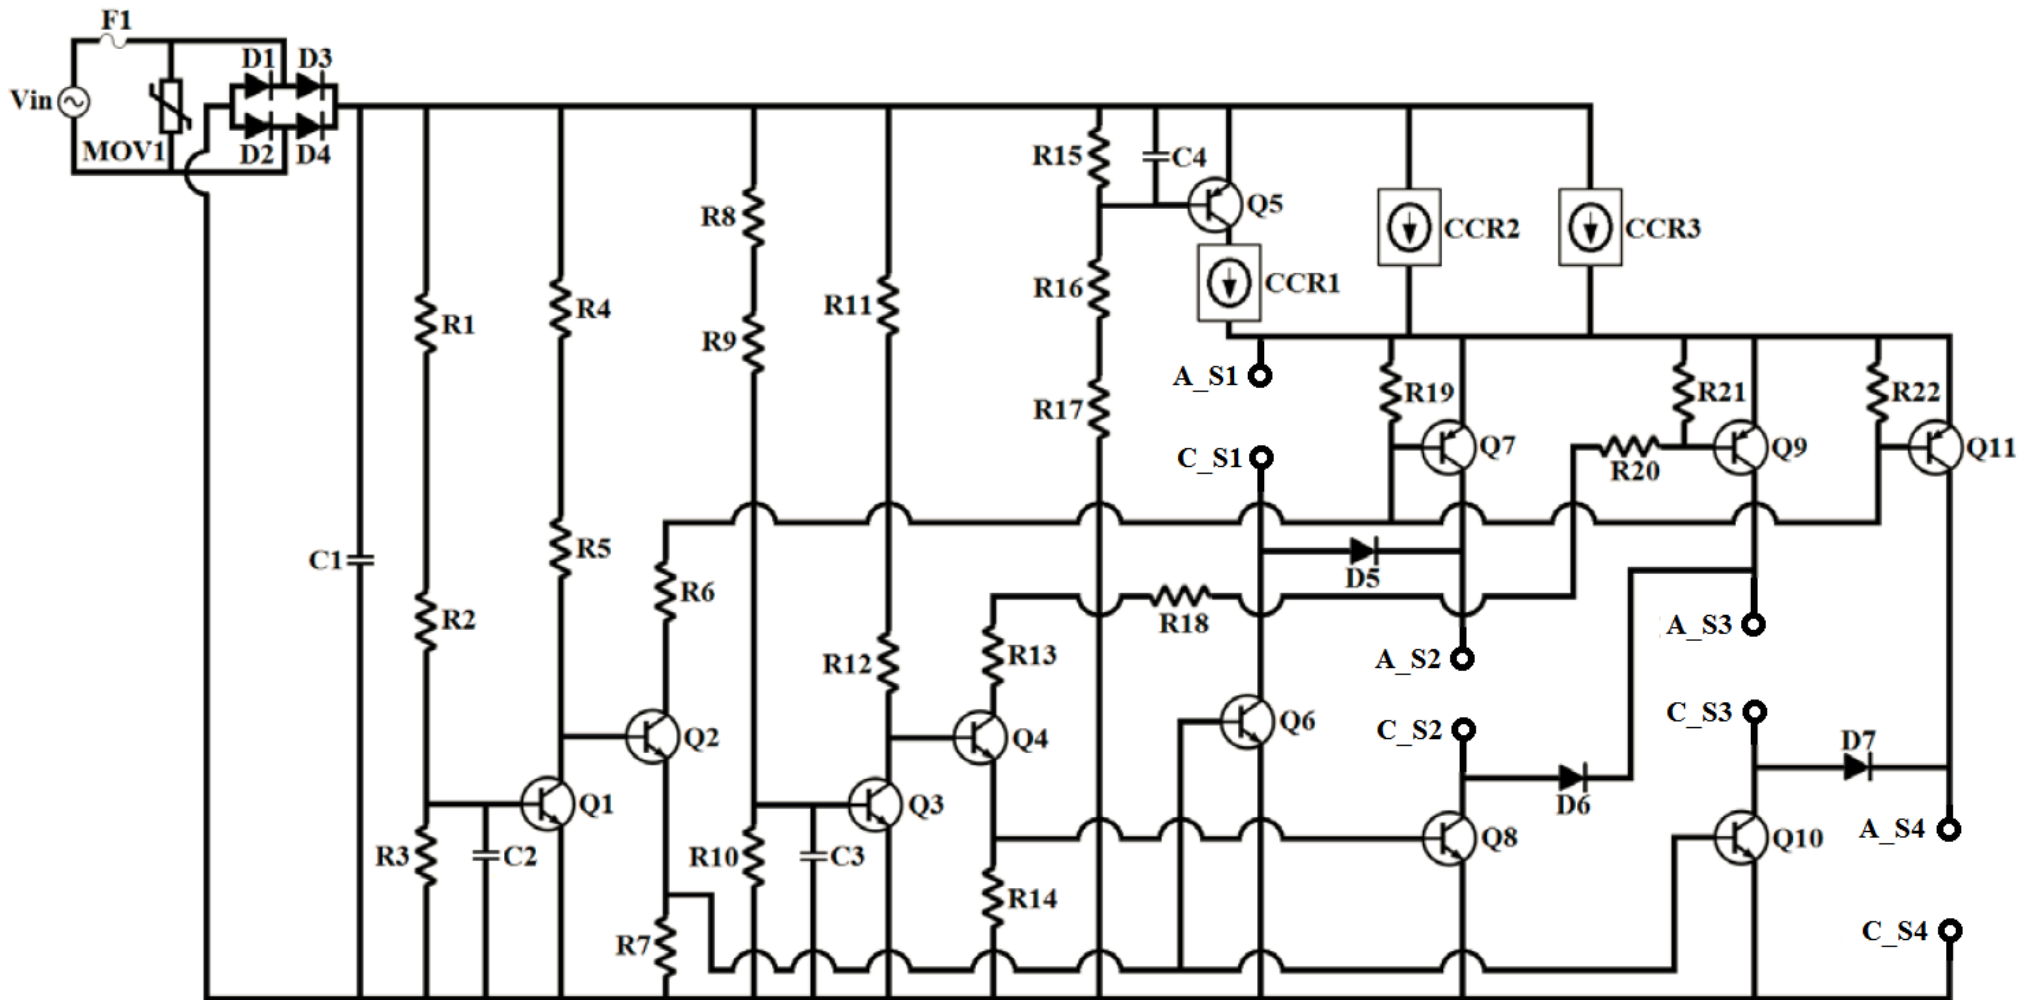 F1
D1 D3
Vin
MOV1
D2 D4
R15
C4
R8
Q5
CCR2
CCR3
R16
CCR1
R11
R4
R1
R9
A_S1
R19
R21
R22
R17
Q7
Q9
Q11
C_S1
R20
R5
C1
D5
R6
R2
R18
A_S3
R13
A_S2
R12
C_S3
Q6
C_S2
Q2
Q4
D7
Q1
Q3
D6
A_S4
Q8
Q10
R3
C2
R10
C3
R14
C_S4
R7